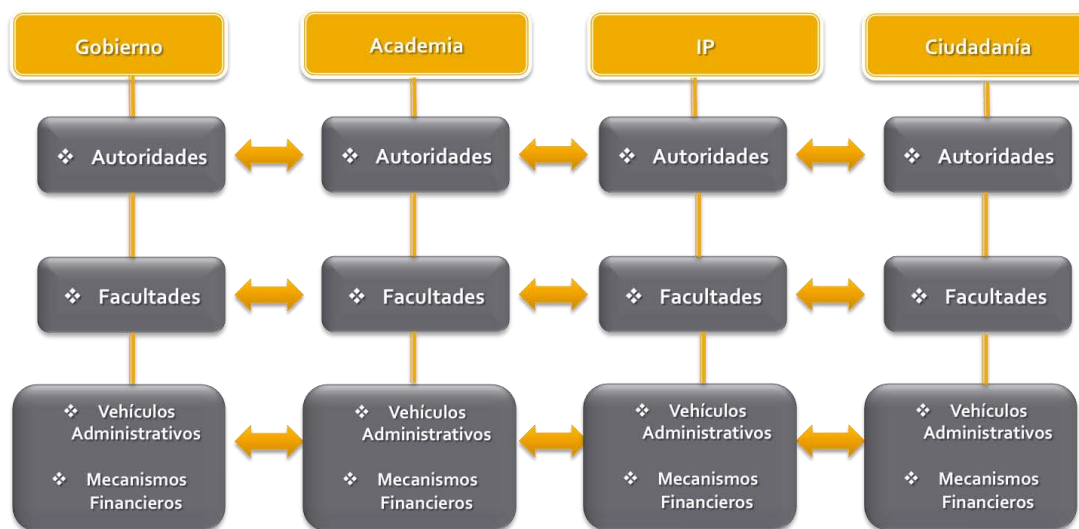 Gobierno
Academia
IP
Ciudadanía
❖ Autoridades
❖ Autoridades
❖ Autoridades
❖ Autoridades
❖ Facultades
❖ Facultades
❖ Facultades
❖ Facultades
❖ Vehículos
Administrativos
❖ Mecanismos
Financieros
❖ Vehículos
Administrativos
❖ Mecanismos
Financieros
❖ Vehículos
Administrativos
❖ Mecanismos
Financieros
❖ Vehículos
Administrativos
❖ Mecanismos
Financieros